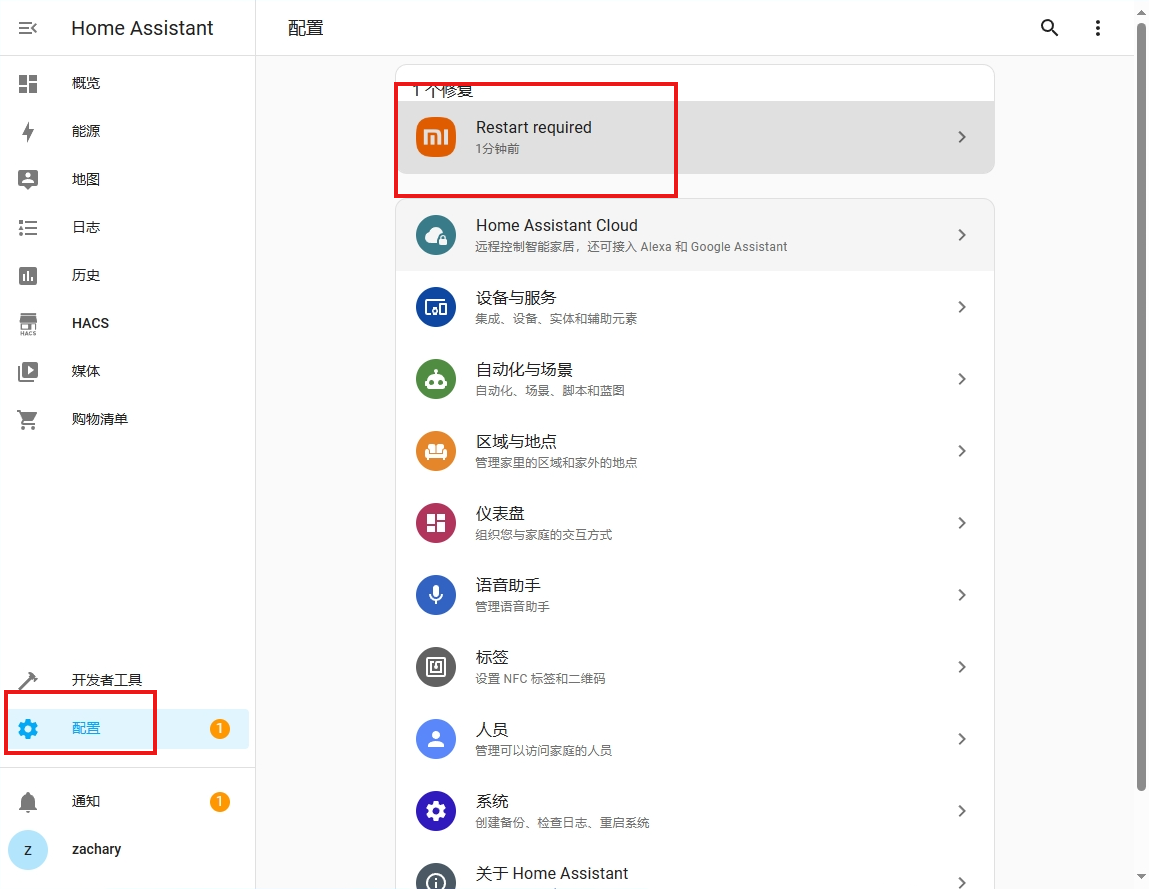 Home Assistant
配置
概览
能源
地图
日志
历史
HACS
HACS
媒体
购物清单
开发者工具
配置
1
通知
1
z
zachary
1 个修复
Restart required
1分钟前
Home Assistant Cloud
远程控制智能家居，还可接入 Alexa 和 Google Assistant
设备与服务
集成、设备、实体和辅助元素
自动化与场景
自动化、场景、脚本和蓝图
区域与地点
管理家里的区域和家外的地点
仪表盘
组织您与家庭的交互方式
语音助手
管理语音助手
标签
设置 NFC 标签和二维码
人员
管理可以访问家庭的人员
系统
创建备份、检查日志、重启系统
关于 Home Assistant